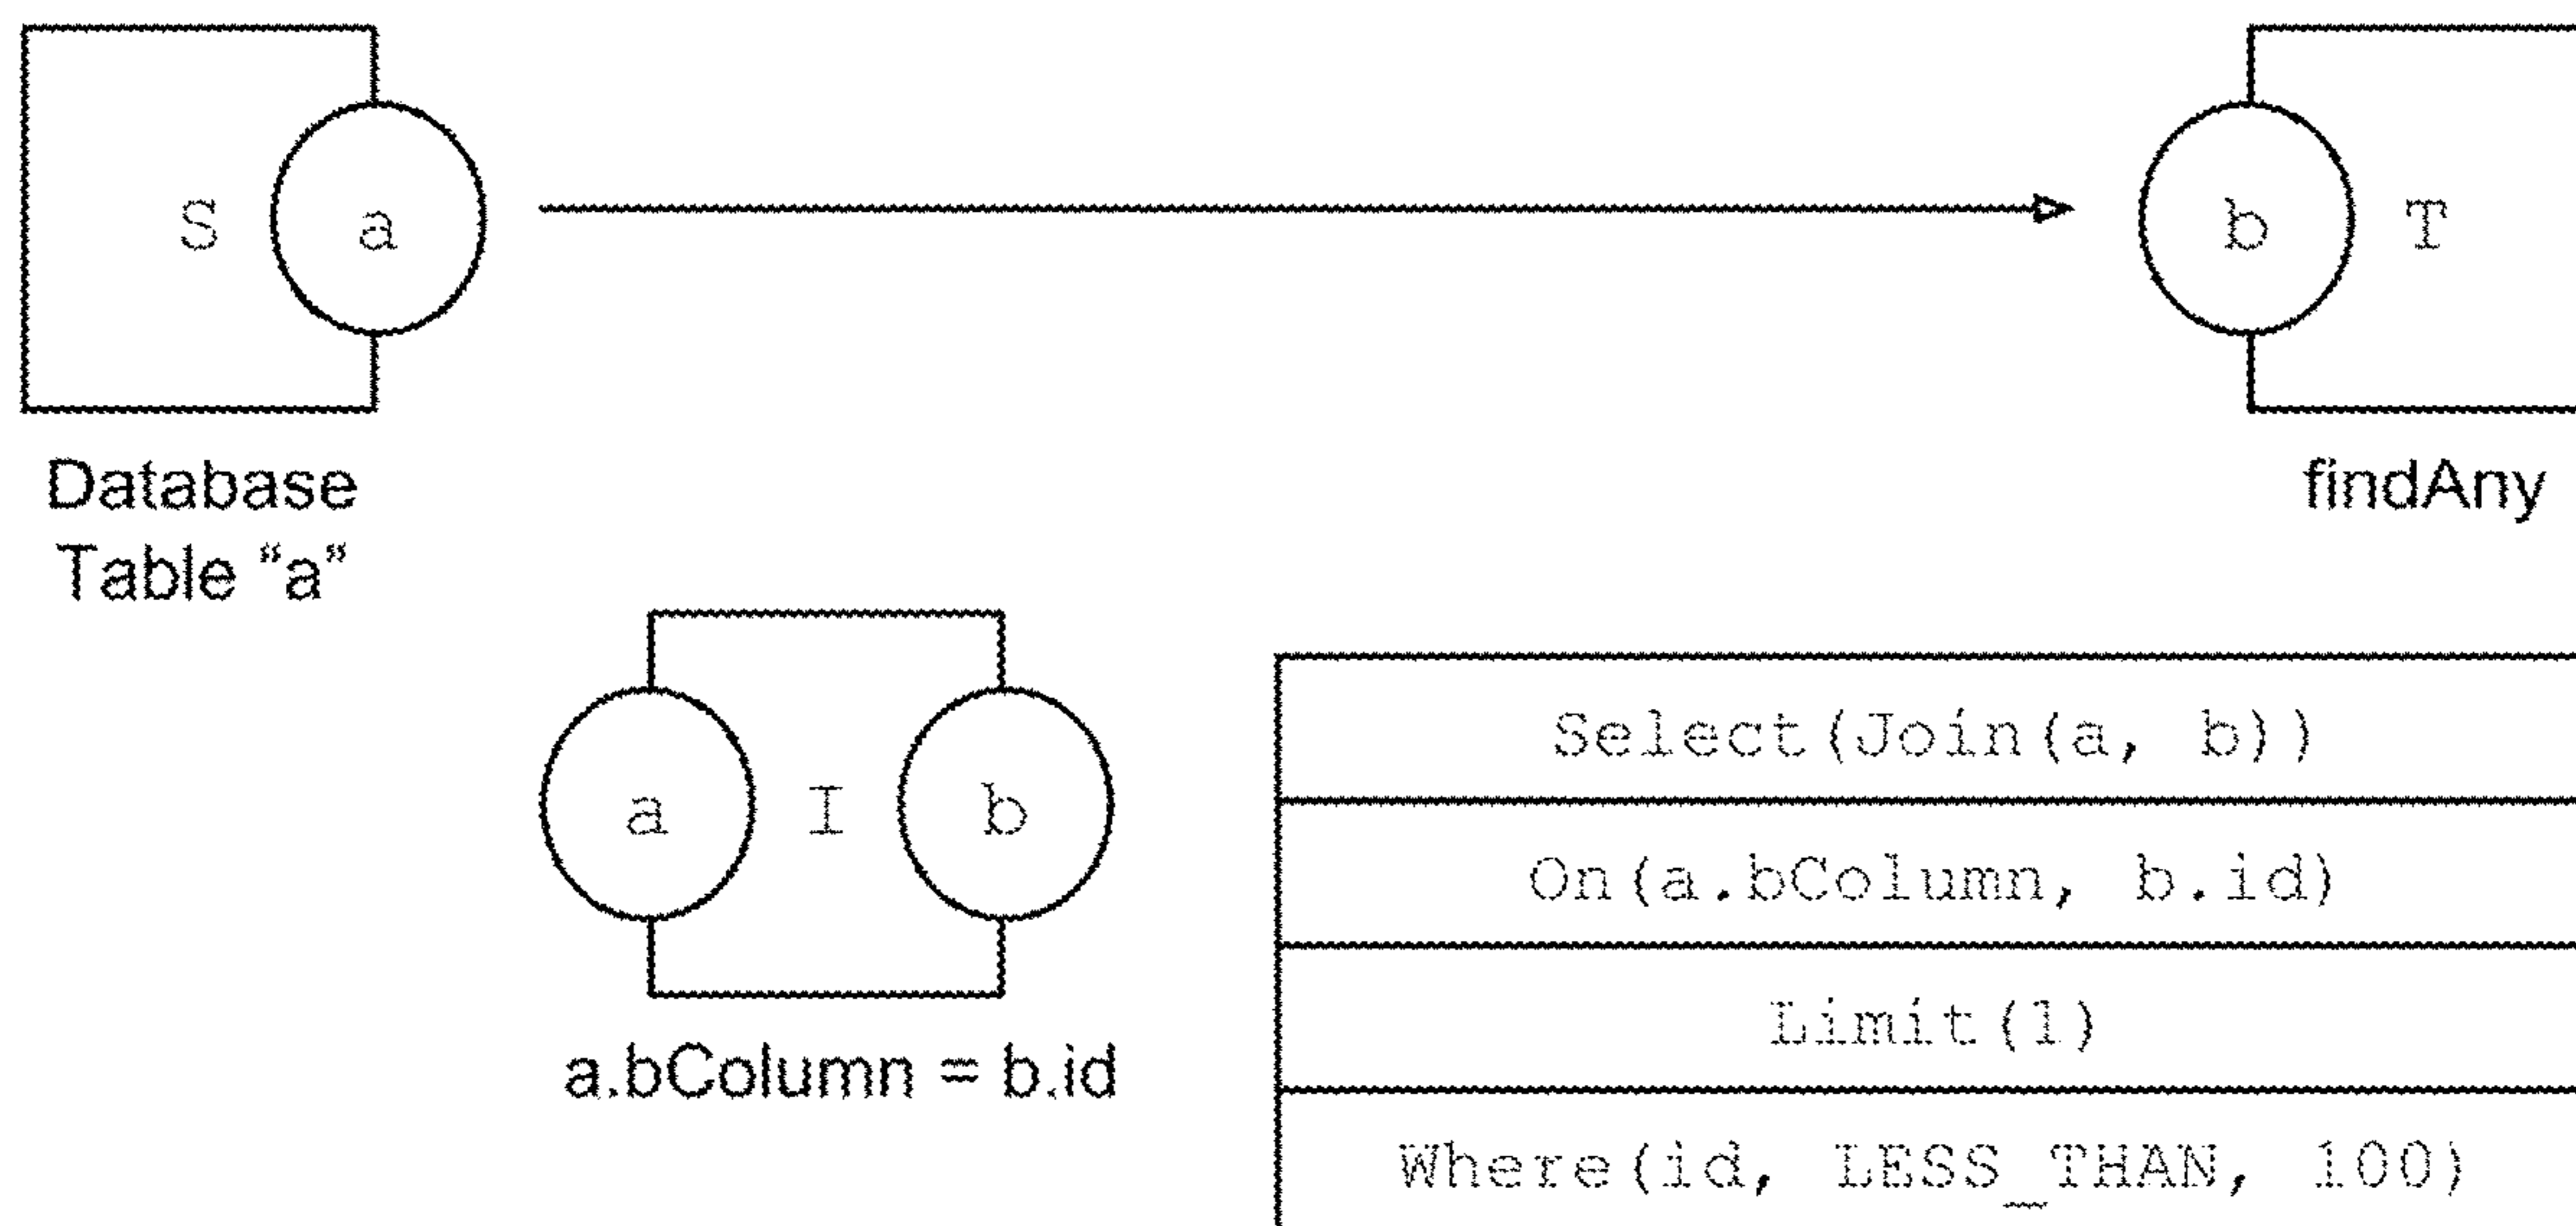 S a
b T
Database
Table “a”
findAny
a I b
a.bColumn = b.id
Select(Join(a, b))
On(a.bColumn, b.id)
Limit(1)
Where(id, LESS_THAN, 100)